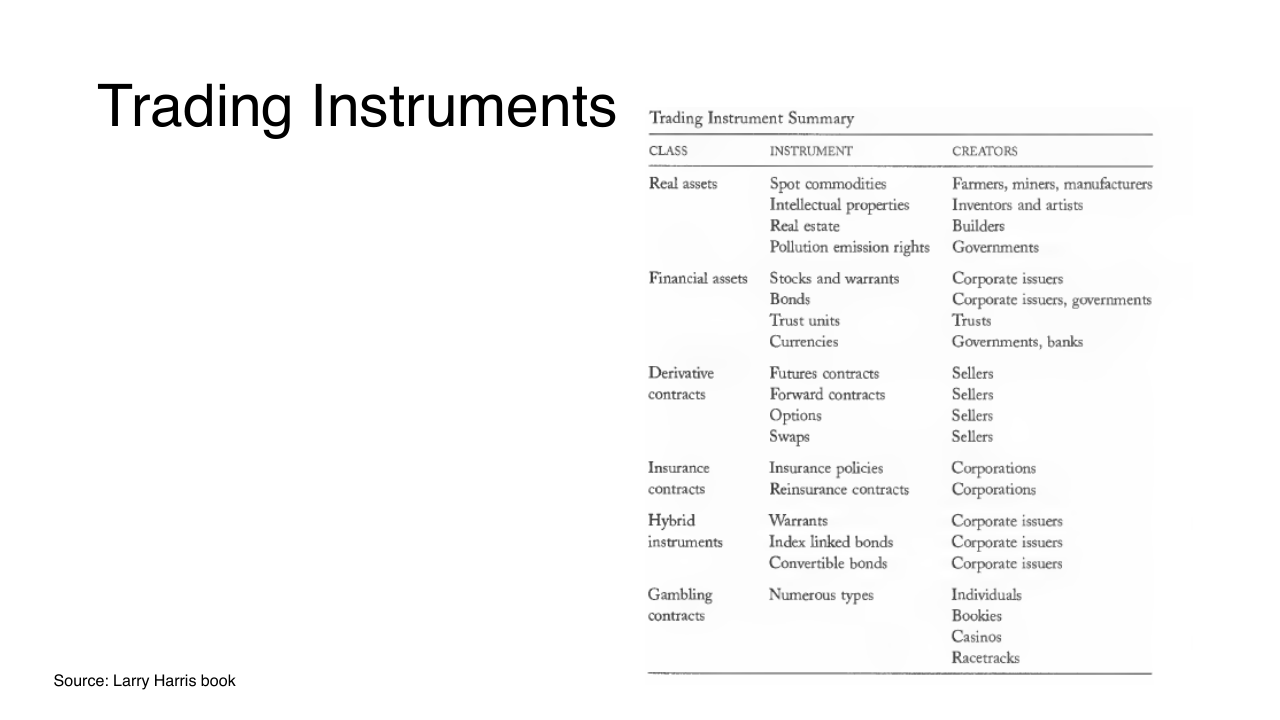 Trading Instruments
Trading Instrument Summary
CLASS INSTRUMENT CREATORS
Real assets Spot commodities Farmers, miners, manufacturers
Intellectual properties Inventors and artists
Real estate Builders
Pollution emission rights Governments
Financial assets Stocks and warrants Corporate issuers
Bonds Corporate issuers, governments
Trust units Trusts
Currencies Governments, banks
Derivative Futures contracts Sellers
contracts Forward contracts Sellers
Options Sellers
Swaps Sellers
Insurance Insurance policies Corporations
contracts Reinsurance contracts Corporations
Hybrid Warrants Corporate issuers
instruments Index linked bonds Corporate issuers
Convertible bonds Corporate issuers
Gambling Numerous types Individuals
contracts Bookies
Casinos
Racetracks
Source: Larry Harris book